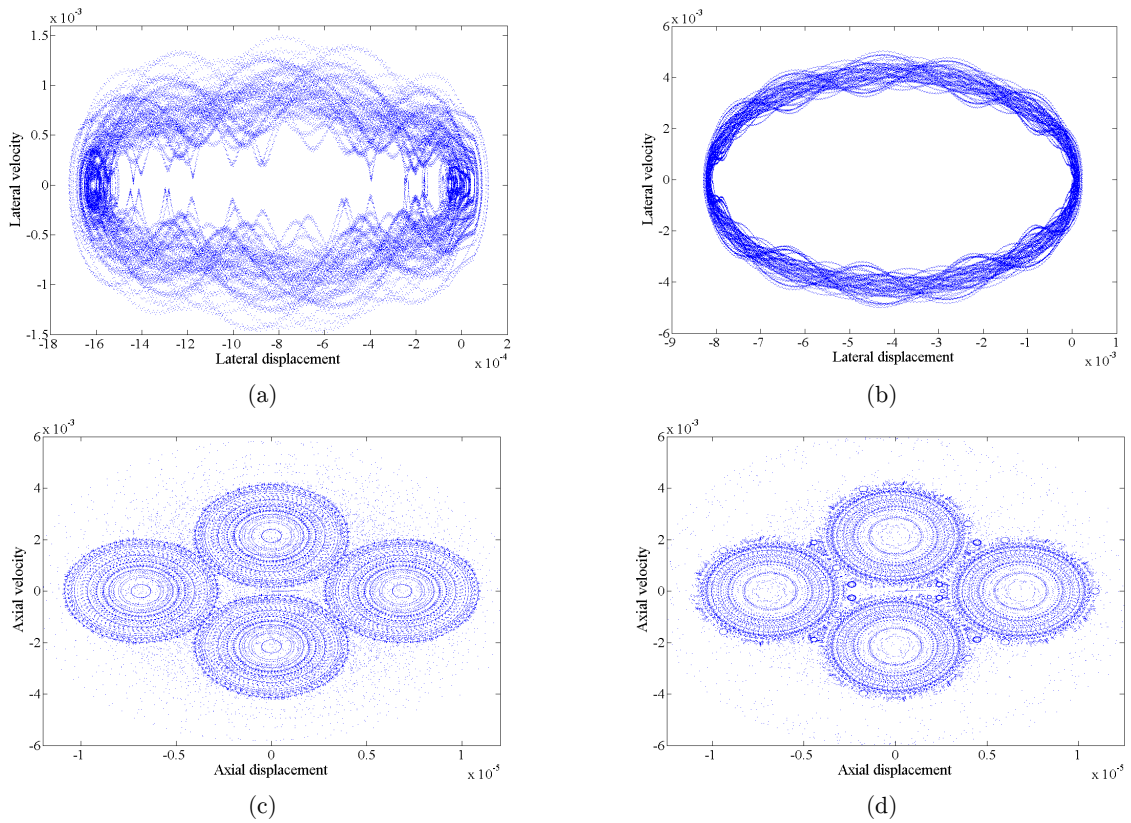 x 10⁻³
1.5
1
0.5
0
-0.5
-1
-1.5
Lateral velocity
-18 -16 -14 -12 -10 -8 -6 -4 -2 0 2
Lateral displacement
x 10⁻⁴
(a)
x 10⁻³
6
4
2
0
-2
-4
-6
Lateral velocity
-9 -8 -7 -6 -5 -4 -3 -2 -1 0 1
Lateral displacement
x 10⁻³
(b)
x 10⁻³
6
4
2
0
-2
-4
-6
Axial velocity
-1 -0.5 0 0.5 1
Axial displacement
x 10⁻⁵
(c)
x 10⁻³
6
4
2
0
-2
-4
-6
Axial velocity
-1 -0.5 0 0.5 1
Axial displacement
x 10⁻⁵
(d)